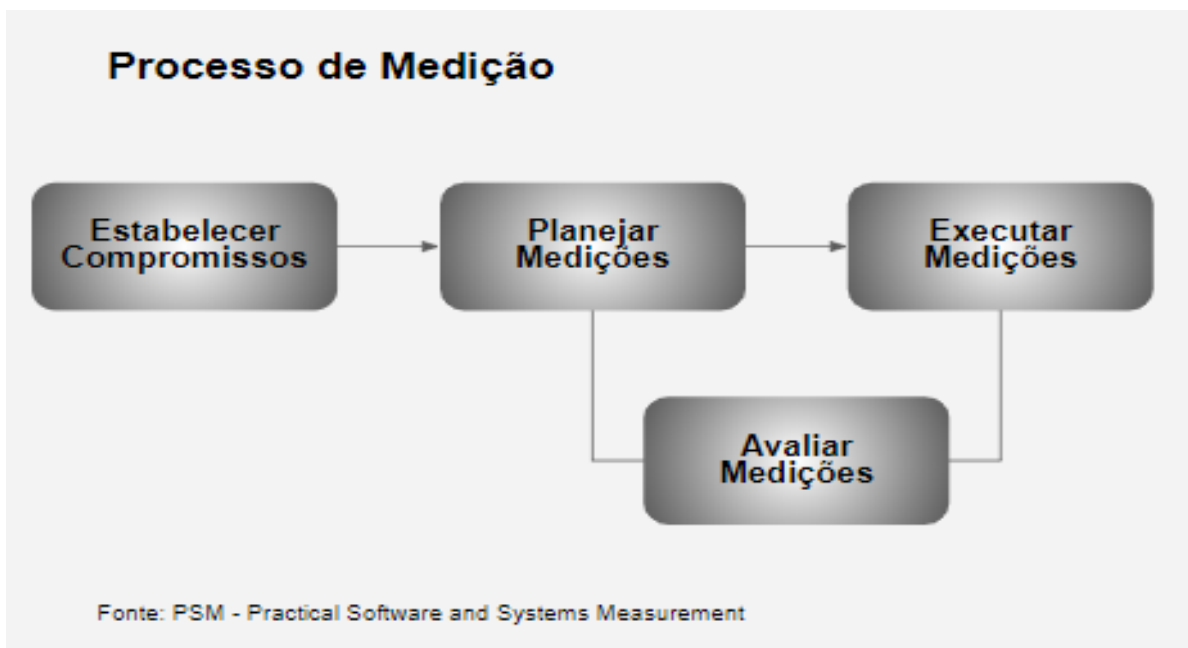 Processo de Medição
Estabelecer
Compromissos
Planejar
Medições
Executar
Medições
Avaliar
Medições
Fonte: PSM - Practical Software and Systems Measurement